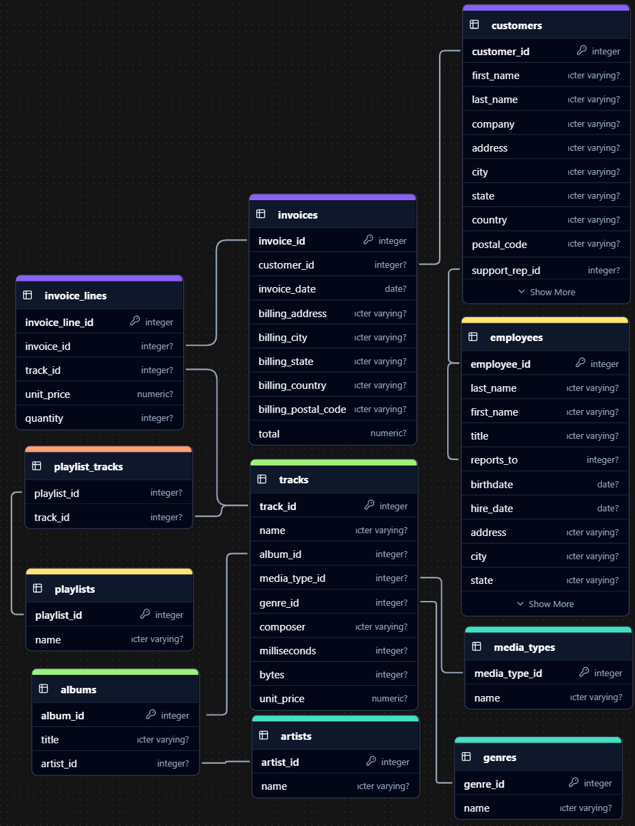 customers
customer_id integer
first_name ıcter varying?
last_name ıcter varying?
company ıcter varying?
address ıcter varying?
city ıcter varying?
state ıcter varying?
country ıcter varying?
postal_code ıcter varying?
support_rep_id integer?
Show More
invoices
invoice_id integer
customer_id integer?
invoice_date date?
billing_address ıcter varying?
billing_city ıcter varying?
billing_state ıcter varying?
billing_country ıcter varying?
billing_postal_code ıcter varying?
total numeric?
invoice_lines
invoice_line_id integer
invoice_id integer?
track_id integer?
unit_price numeric?
quantity integer?
employees
employee_id integer
last_name ıcter varying?
first_name ıcter varying?
title ıcter varying?
reports_to integer?
birthdate date?
hire_date date?
address ıcter varying?
city ıcter varying?
state ıcter varying?
Show More
playlist_tracks
playlist_id integer?
track_id integer?
tracks
track_id integer
name ıcter varying?
album_id integer?
media_type_id integer?
genre_id integer?
composer ıcter varying?
milliseconds integer?
bytes integer?
unit_price numeric?
playlists
playlist_id integer
name ıcter varying?
media_types
media_type_id integer
name ıcter varying?
albums
album_id integer
title ıcter varying?
artist_id integer?
artists
artist_id integer
name ıcter varying?
genres
genre_id integer
name ıcter varying?